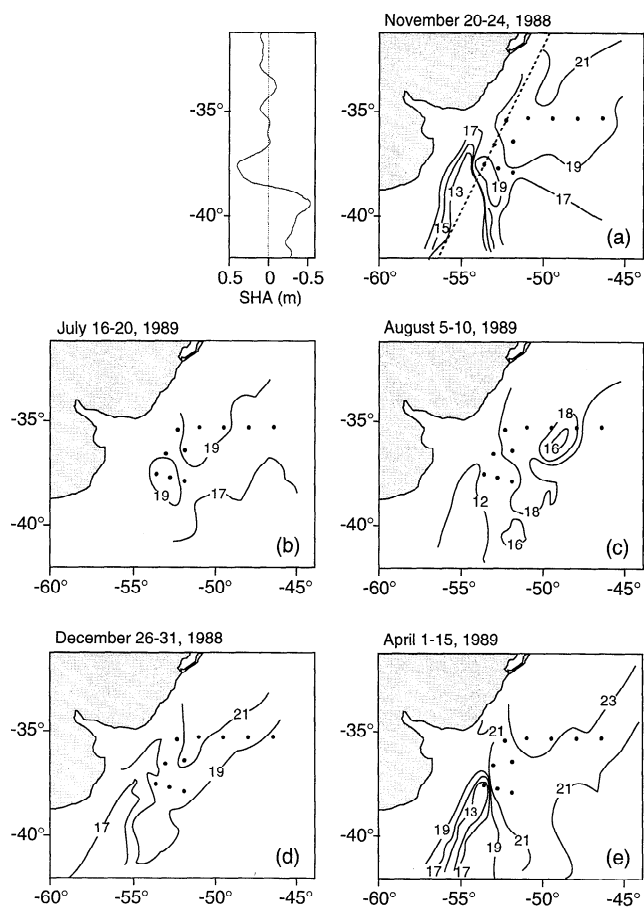 November 20-24, 1988
-35°
-40°
0.5 0 -0.5
SHA (m)
-35°
-40°
21
17
19
19
13
17
15
(a)
-60° -55° -50° -45°
July 16-20, 1989
-35°
-40°
19
19
17
(b)
-60° -55° -50° -45°
August 5-10, 1989
-35°
-40°
18
16
12
18
16
(c)
-60° -55° -50° -45°
December 26-31, 1988
-35°
-40°
21
19
17
(d)
-60° -55° -50° -45°
April 1-15, 1989
-35°
-40°
23
21
21
13
19
19
21
17 17
(e)
-60° -55° -50° -45°